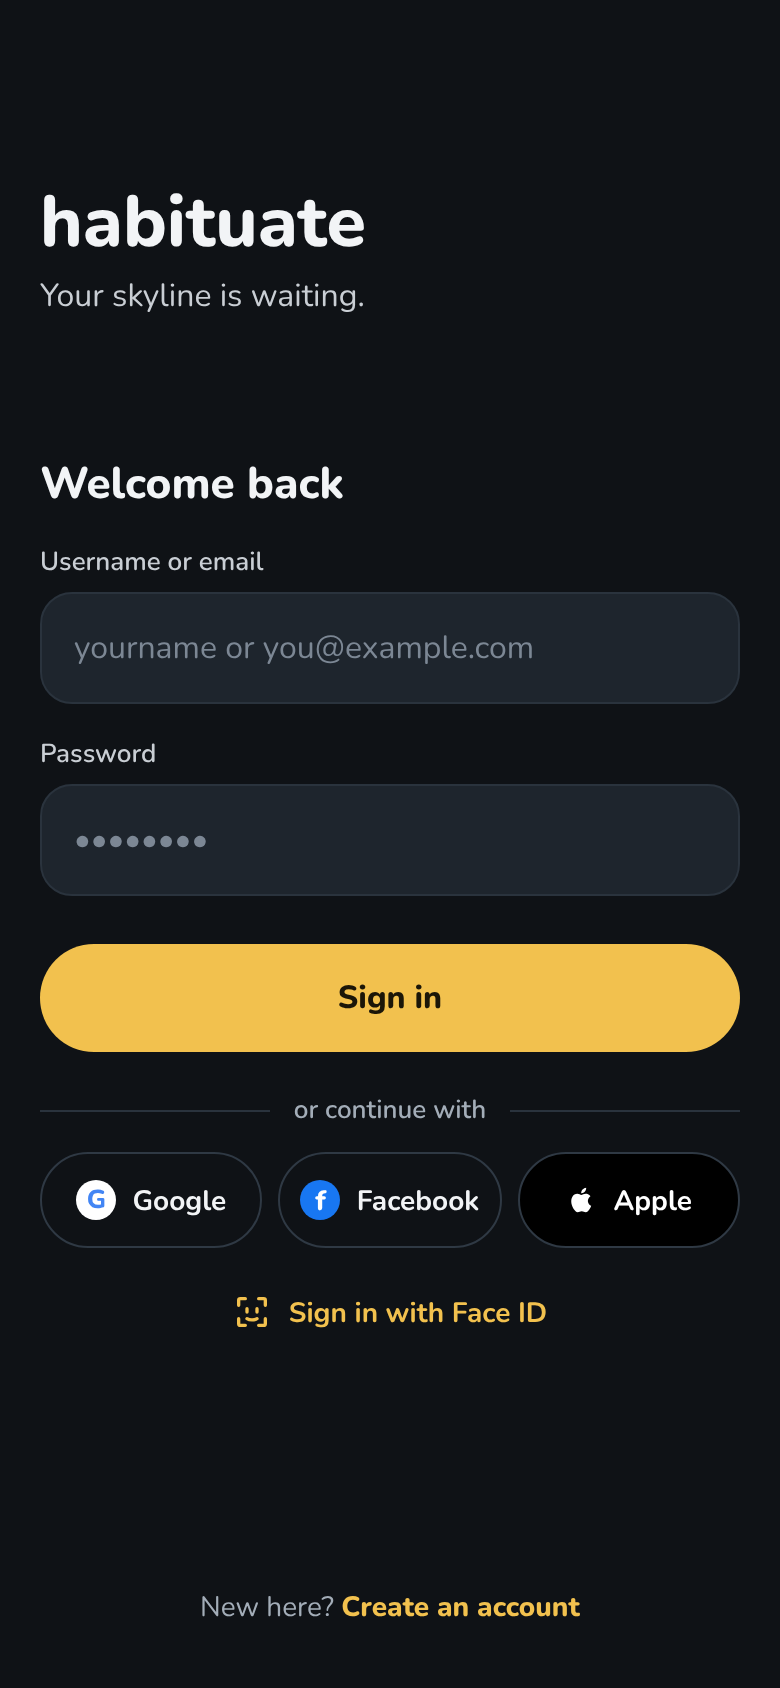 habituate
Your skyline is waiting.
Welcome back
Username or email
yourname or you@example.com
Password
••••••••
Sign in
or continue with
G Google
f Facebook
Apple
Sign in with Face ID
New here? Create an account